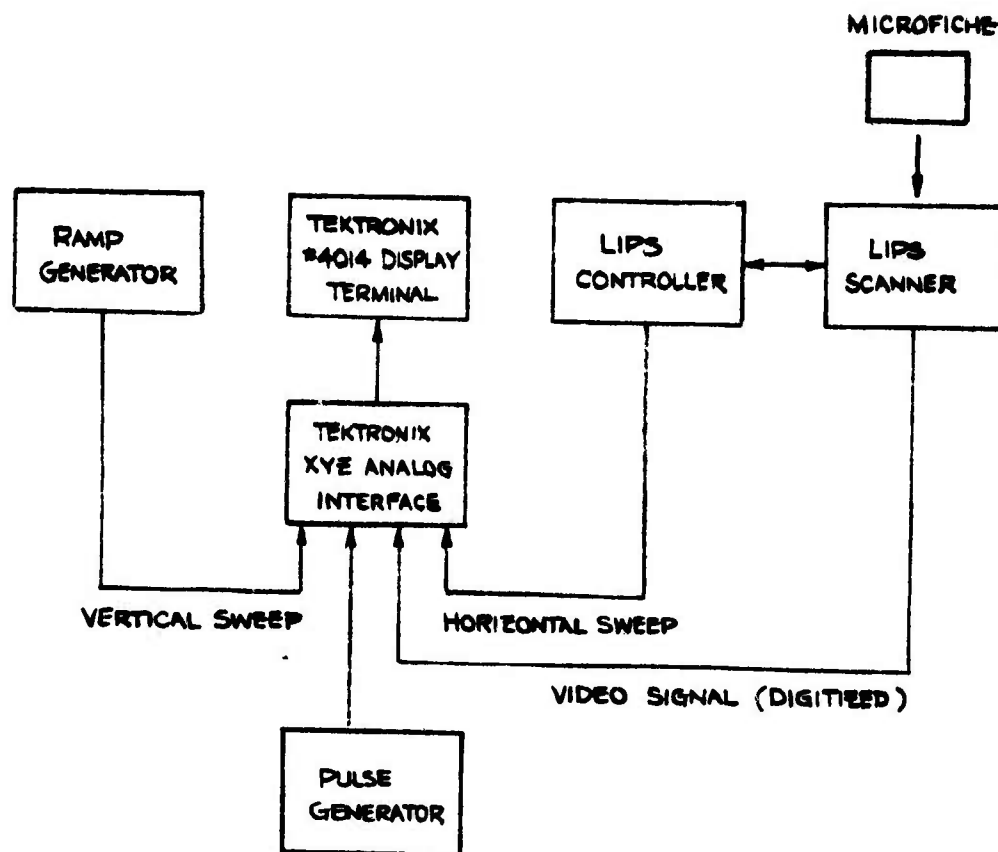 MICROFICHE
RAMP
GENERATOR
TEKTRONIX
#4014 DISPLAY
TERMINAL
LIPS
CONTROLLER
LIPS
SCANNER
TEKTRONIX
XYZ ANALOG
INTERFACE
VERTICAL SWEEP
HORIZONTAL SWEEP
VIDEO SIGNAL (DIGITIZED)
PULSE
GENERATOR